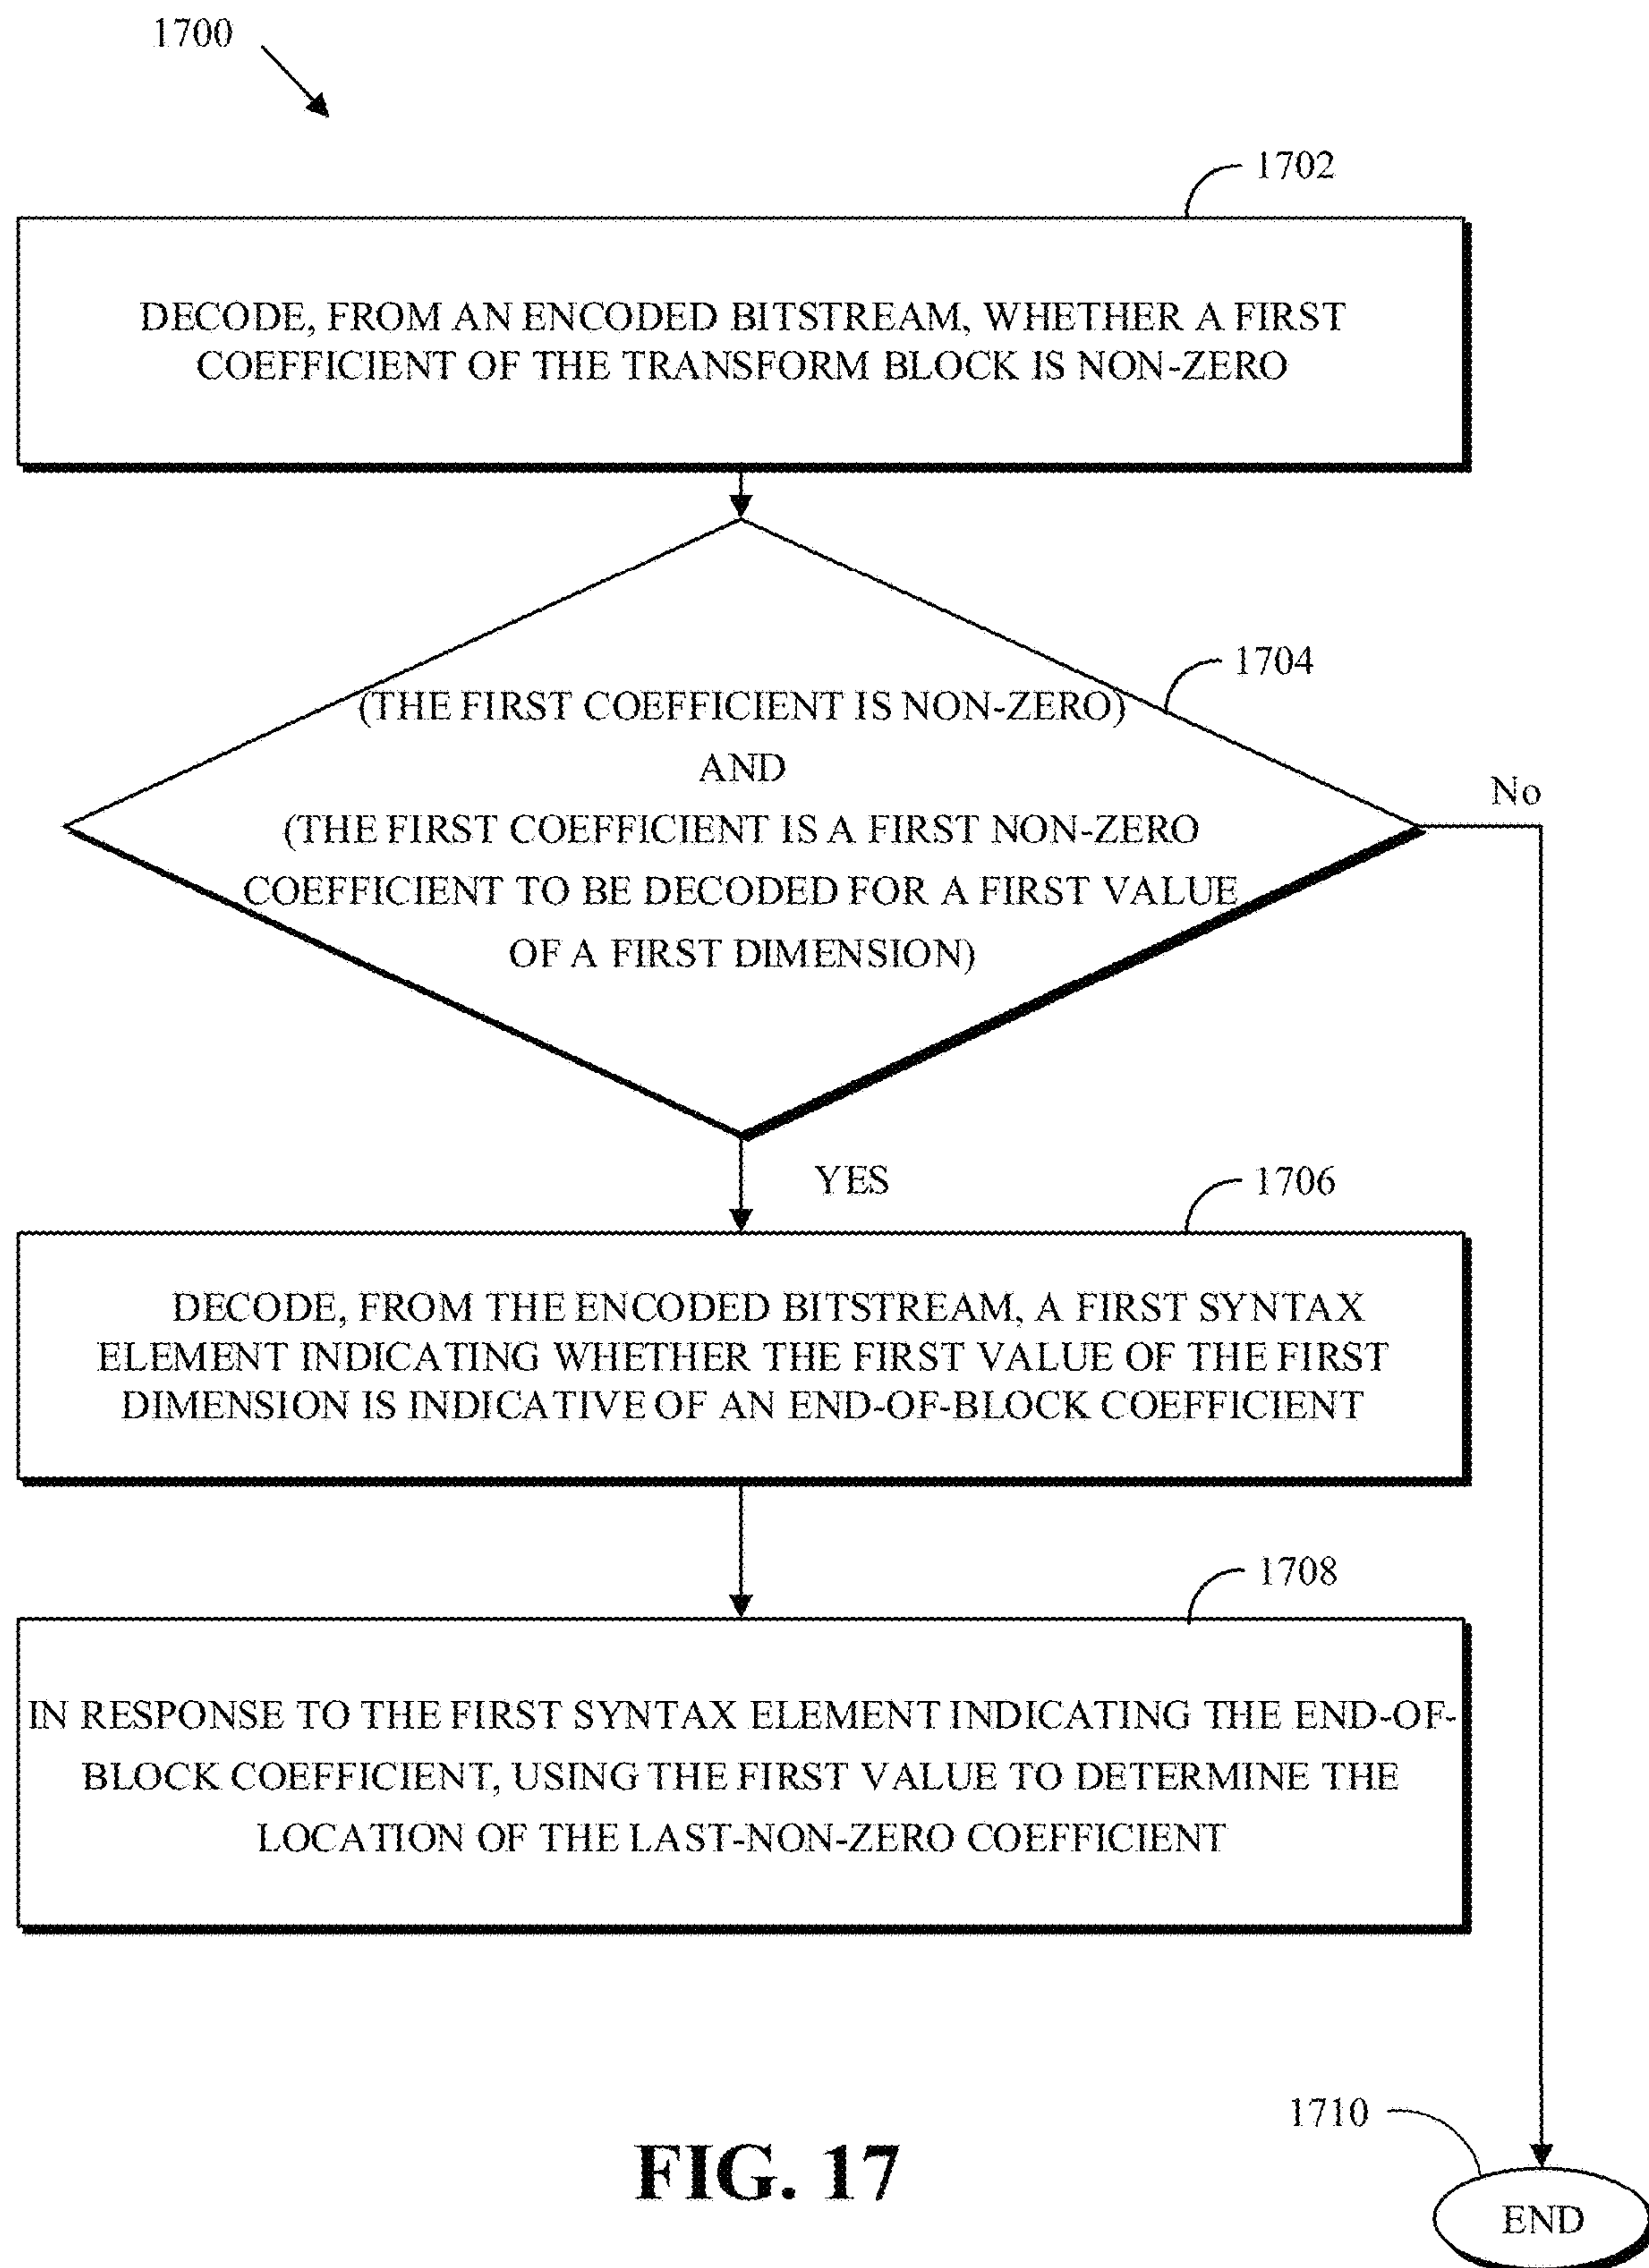 1700
1702
DECODE, FROM AN ENCODED BITSTREAM, WHETHER A FIRST
COEFFICIENT OF THE TRANSFORM BLOCK IS NON-ZERO
1704
(THE FIRST COEFFICIENT IS NON-ZERO)
AND
(THE FIRST COEFFICIENT IS A FIRST NON-ZERO
COEFFICIENT TO BE DECODED FOR A FIRST VALUE
OF A FIRST DIMENSION)
No
YES
1706
DECODE, FROM THE ENCODED BITSTREAM, A FIRST SYNTAX
ELEMENT INDICATING WHETHER THE FIRST VALUE OF THE FIRST
DIMENSION IS INDICATIVE OF AN END-OF-BLOCK COEFFICIENT
1708
IN RESPONSE TO THE FIRST SYNTAX ELEMENT INDICATING THE END-OF-
BLOCK COEFFICIENT, USING THE FIRST VALUE TO DETERMINE THE
LOCATION OF THE LAST-NON-ZERO COEFFICIENT
1710
END
FIG. 17